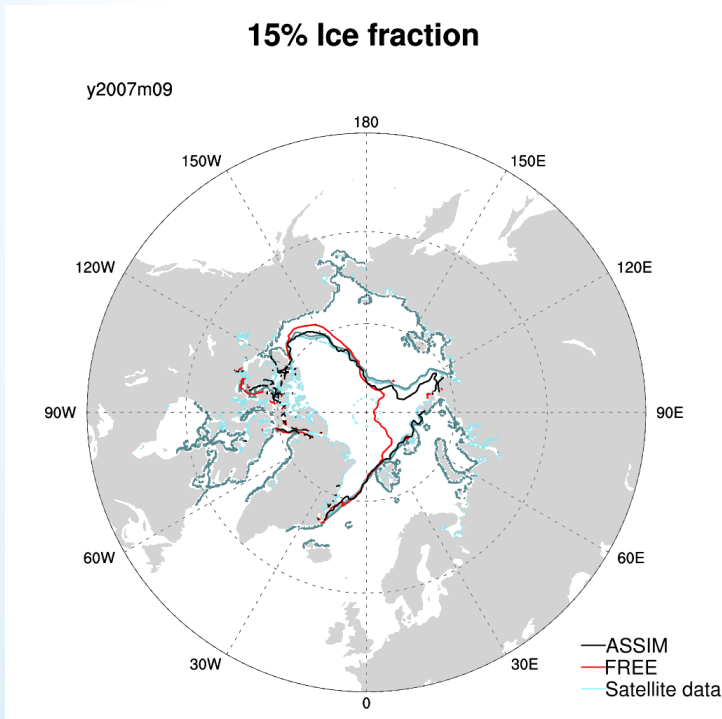 15% Ice fraction
y2007m09
180
150W
150E
120W
120E
90W
90E
60W
60E
30W
30E
0
ASSIM
FREE
Satellite data